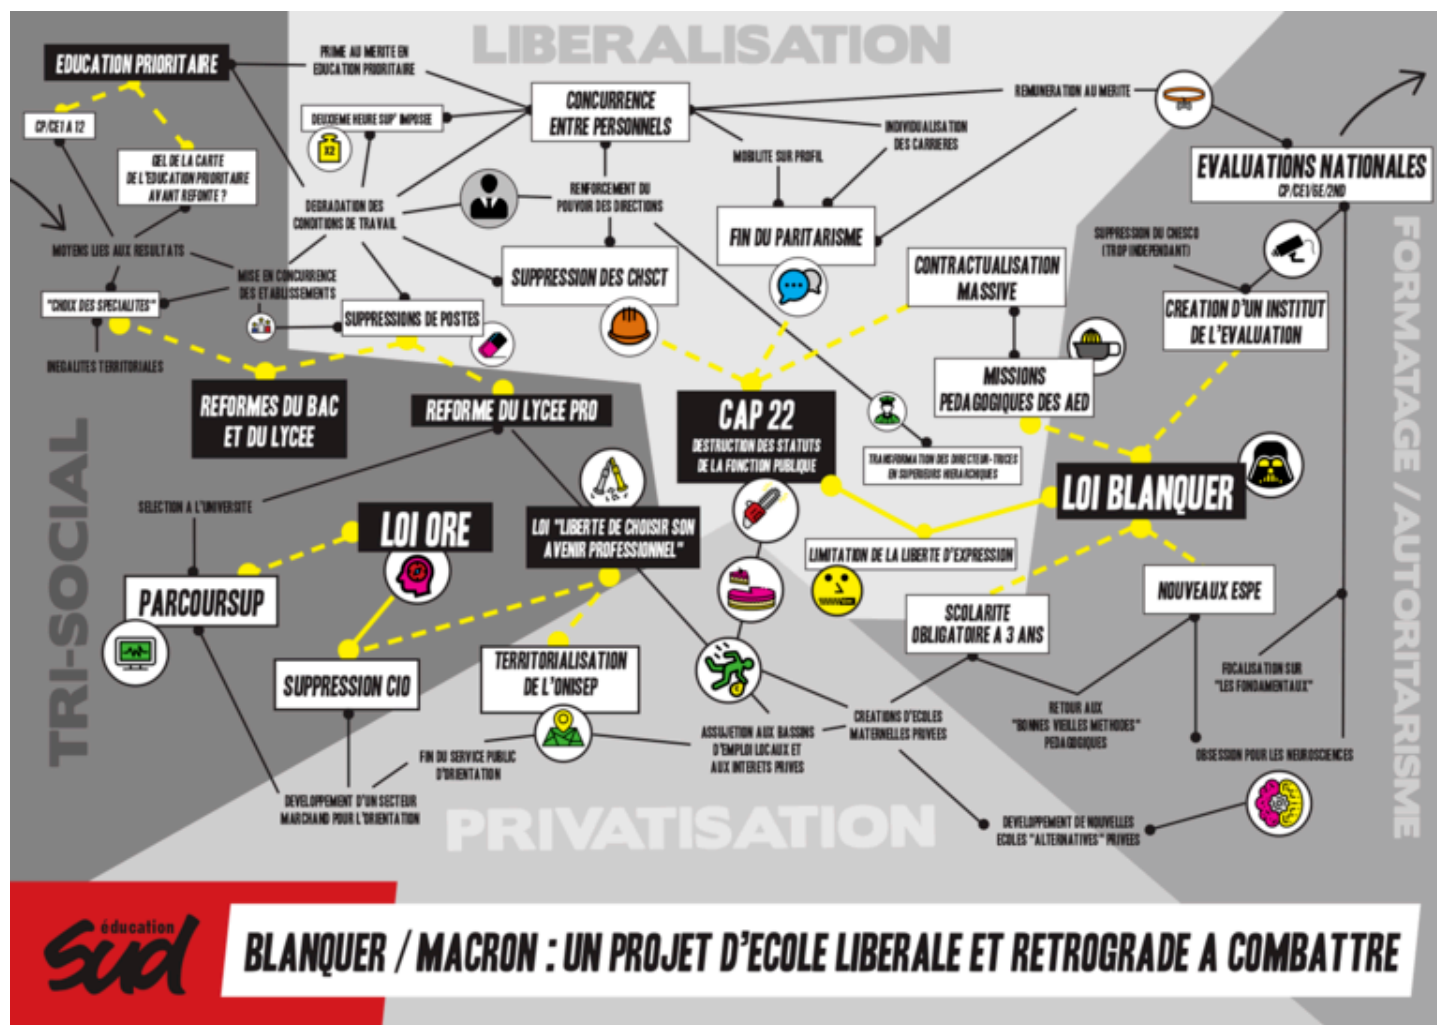 LIBERALISATION
EDUCATION PRIORITAIRE
PRIME AU MERITE EN
EDUCATION PRIORITAIRE
CP/CE1 A 12
GEL DE LA CARTE
DE L'EDUCATION PRIORITAIRE
AVANT REFONTE ?
DEUXIEME HEURE SUP' IMPOSEE
X2
CONCURRENCE
ENTRE PERSONNELS
REMUNERATION AU MERITE
INDIVIDUALISATION
DES CARRIERES
MOBILITE SUR PROFIL
EVALUATIONS NATIONALES
CP/CE1/6E/2ND
DEGRADATION DES
CONDITIONS DE TRAVAIL
RENFORCEMENT DU
POUVOIR DES DIRECTIONS
FIN DU PARITARISME
SUPPRESSION DU CNESCO
(TROP INDEPENDANT)
MOYENS LIES AUX RESULTATS
MISE EN CONCURRENCE
DES ETABLISSEMENTS
"CHOIX DES SPECIALITES"
SUPPRESSIONS DE POSTES
SUPPRESSION DES CHSCT
CONTRACTUALISATION
MASSIVE
CREATION D'UN INSTITUT
DE L'EVALUATION
INEGALITES TERRITORIALES
REFORMES DU BAC
ET DU LYCEE
REFORME DU LYCEE PRO
CAP 22
DESTRUCTION DES STATUTS
DE LA FONCTION PUBLIQUE
MISSIONS
PEDAGOGIQUES DES AED
TRANSFORMATION DES DIRECTEUR-TRICES
EN SUPERIEURS HIERARCHIQUES
LOI BLANQUER
FORMATAGE / AUTORITARISME
TRI-SOCIAL
SELECTION A L'UNIVERSITE
LOI ORE
LOI "LIBERTE DE CHOISIR SON
AVENIR PROFESSIONNEL"
LIMITATION DE LA LIBERTE D'EXPRESSION
PARCOURSUP
SCOLARITE
OBLIGATOIRE A 3 ANS
NOUVEAUX ESPE
SUPPRESSION CIO
TERRITORIALISATION
DE L'ONISEP
FOCALISATION SUR
"LES FONDAMENTAUX"
RETOUR AUX
"BONNES VIEILLES METHODES"
PEDAGOGIQUES
CREATIONS D'ECOLES
MATERNELLES PRIVEES
ASSUJETION AUX BASSINS
D'EMPLOI LOCAUX ET
AUX INTERETS PRIVES
FIN DU SERVICE PUBLIC
D'ORIENTATION
OBSESSION POUR LES NEUROSCIENCES
DEVELOPPEMENT D'UN SECTEUR
MARCHAND POUR L'ORIENTATION
DEVELOPPEMENT DE NOUVELLES
ECOLES "ALTERNATIVES" PRIVEES
PRIVATISATION
éducation
Sud
BLANQUER / MACRON : UN PROJET D'ECOLE LIBERALE ET RETROGRADE A COMBATTRE